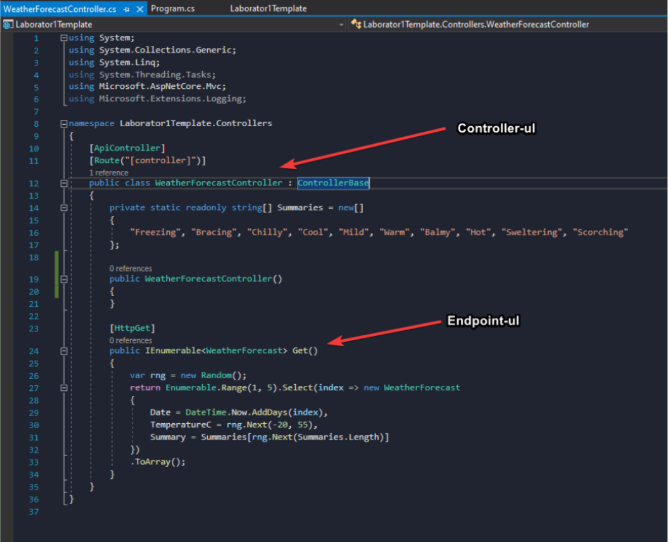 WeatherForecastController.cs Program.cs Laborator1Template
Laborator1Template Laborator1Template.Controllers.WeatherForecastController
1 using System;
2 using System.Collections.Generic;
3 using System.Linq;
4 using System.Threading.Tasks;
5 using Microsoft.AspNetCore.Mvc;
6 using Microsoft.Extensions.Logging;
7
8 namespace Laborator1Template.Controllers
Controller-ul
9 {
10 [ApiController]
11 [Route("[controller]")]
1 reference
12 public class WeatherForecastController : ControllerBase
13 {
14 private static readonly string[] Summaries = new[]
15 {
16 "Freezing", "Bracing", "Chilly", "Cool", "Mild", "Warm", "Balmy", "Hot", "Sweltering", "Scorching"
17 };
18
0 references
19 public WeatherForecastController()
20 {
21 }
22
Endpoint-ul
23 [HttpGet]
0 references
24 public IEnumerable<WeatherForecast> Get()
25 {
26 var rng = new Random();
27 return Enumerable.Range(1, 5).Select(index => new WeatherForecast
28 {
29 Date = DateTime.Now.AddDays(index),
30 TemperatureC = rng.Next(-20, 55),
31 Summary = Summaries[rng.Next(Summaries.Length)]
32 })
33 .ToArray();
34 }
35 }
36 }
37